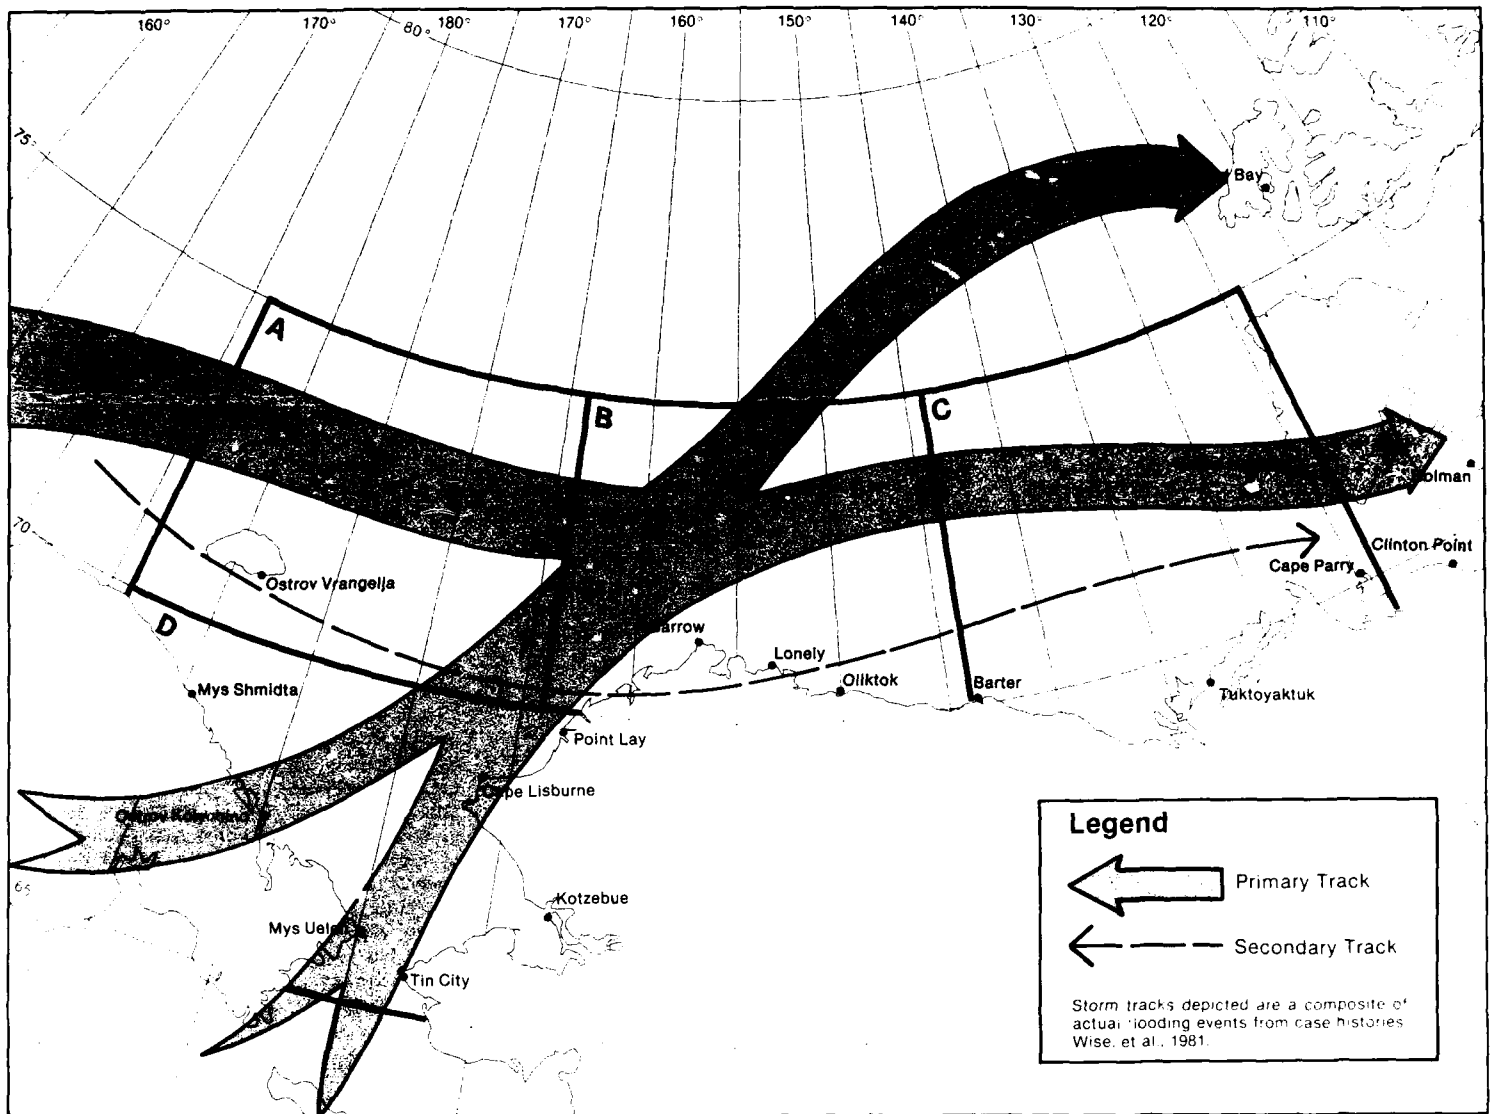 160° 170° 180° 170° 160° 150° 140° 130° 120° 110°
80°
75°
Bay
A
B
C
70
Holman
Clinton Point
Cape Parry
Ostrov Vrangelja
D
Barrow
Lonely
Mys Shmidta
Oliktok
Barter
Tuktoyaktuk
Point Lay
Cape Lisburne
Ostrov
65
Kotzebue
Mys Uelen
Tin City
Legend
Primary Track
Secondary Track
Storm tracks depicted are a composite of
actual flooding events from case histories
Wise, et al., 1981.